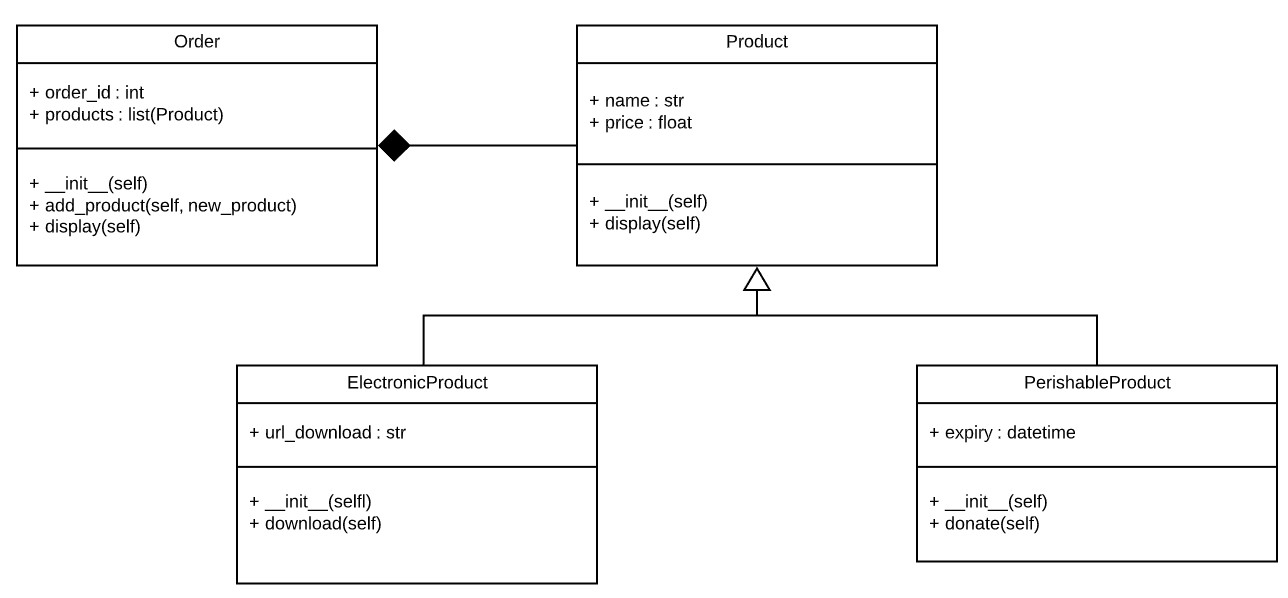 Order
+ order_id : int
+ products : list(Product)
+ __init__(self)
+ add_product(self, new_product)
+ display(self)
Product
+ name : str
+ price : float
+ __init__(self)
+ display(self)
ElectronicProduct
+ url_download : str
+ __init__(selfl)
+ download(self)
PerishableProduct
+ expiry : datetime
+ __init__(self)
+ donate(self)